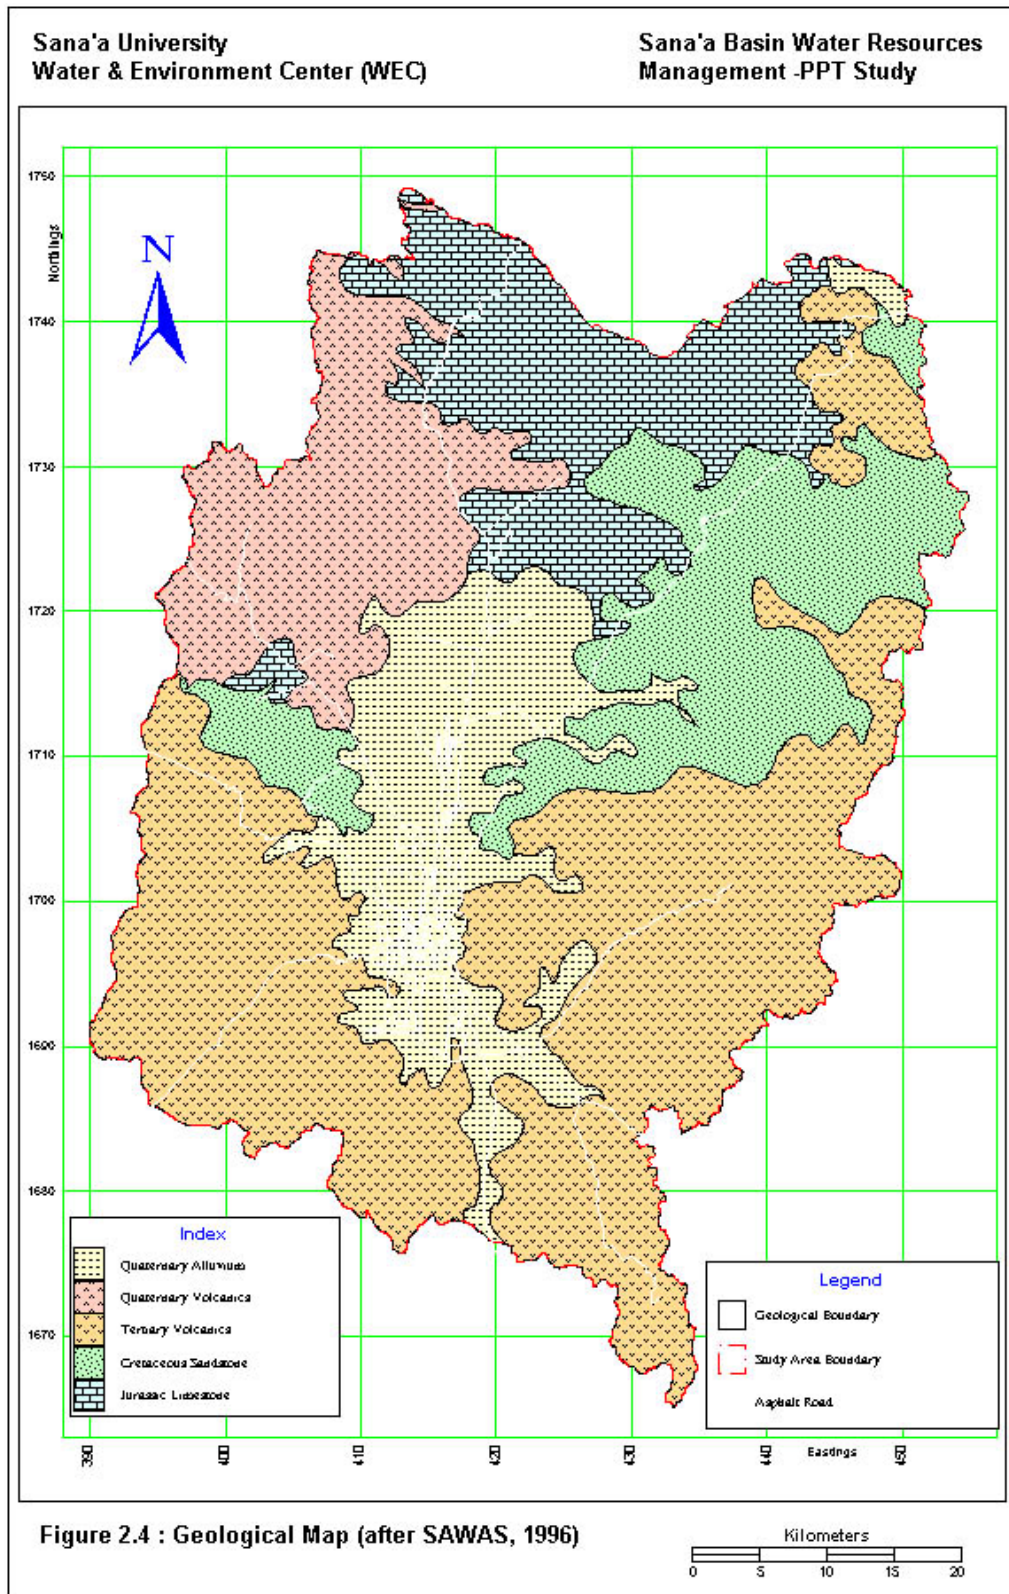 Sana'a University
Water & Environment Center (WEC)
Sana'a Basin Water Resources
Management -PPT Study
1750
Northings
N
1740
1730
1720
1710
1700
1690
1680
1670
Index
Quaternary Alluvium
Quaternary Volcanics
Tertiary Volcanics
Cretaceous Sandstone
Jurassic Limestone
Legend
Geological Boundary
Study Area Boundary
Asphalt Road
390
400
410
420
430
440
450
Eastings
Figure 2.4 : Geological Map (after SAWAS, 1996)
Kilometers
0 5 10 15 20